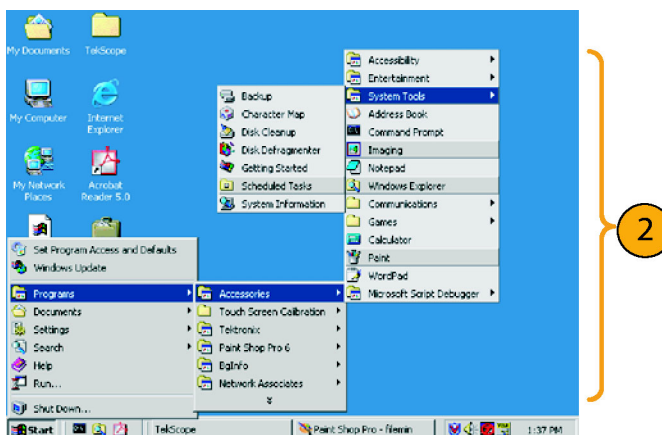 My Documents
TekScope
My Computer
Internet
Explorer
My Network
Places
Acrobat
Reader 5.0
Accessibility
Entertainment
System Tools
Address Book
Command Prompt
Imaging
Notepad
Windows Explorer
Communications
Games
Calculator
Paint
WordPad
Microsoft Script Debugger
Backup
Character Map
Disk Cleanup
Disk Defragmenter
Getting Started
Scheduled Tasks
System Information
2
Set Program Access and Defaults
Windows Update
Programs
Documents
Settings
Search
Help
Run...
Shut Down...
Accessories
Touch Screen Calibration
Tektronix
Paint Shop Pro 6
BgInfo
Network Associates
Start
TekScope
Paint Shop Pro - filemin
1:37 PM